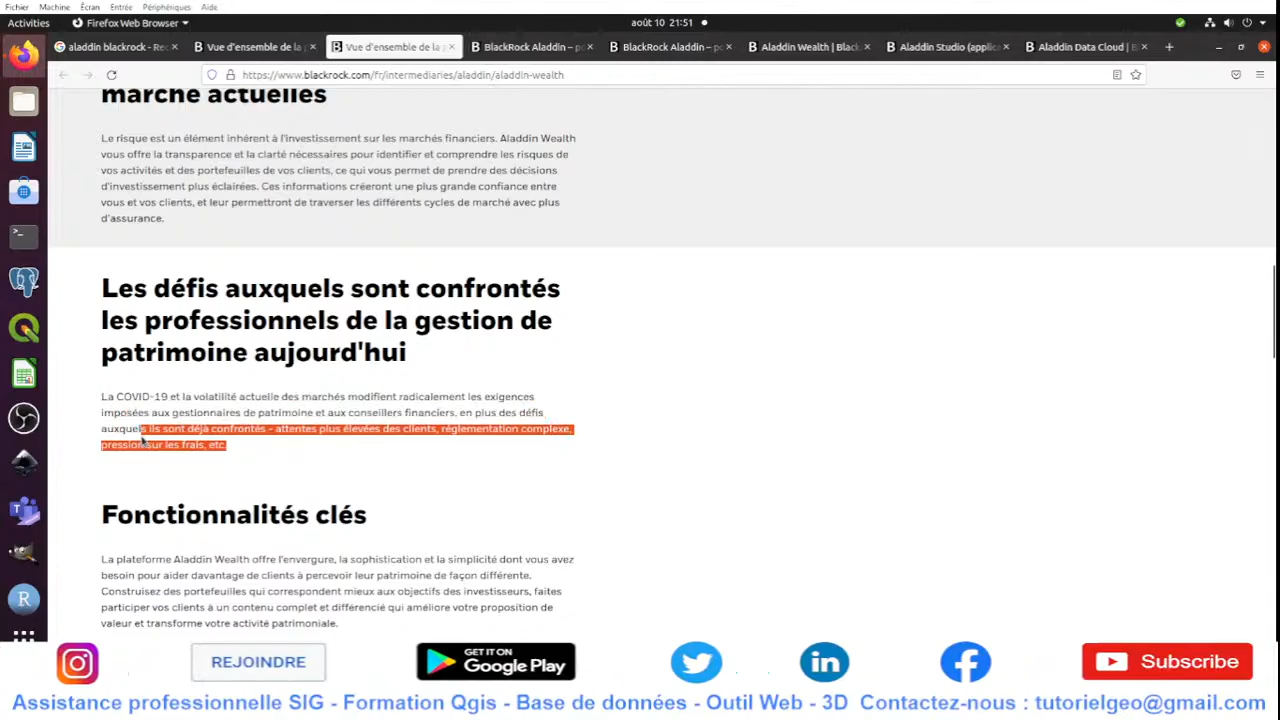 Fichier Machine Écran Entrée Périphériques Aide
Activities Firefox Web Browser août 10 21:51
aladdin blackrock - Rec Vue d'ensemble de la p Vue d'ensemble de la p BlackRock Aladdin – po BlackRock Aladdin – po Aladdin Wealth | Black Aladdin Studio (applica Aladdin Data Cloud | B
https://www.blackrock.com/fr/intermediaries/aladdin/aladdin-wealth
marché actuelles
Le risque est un élément inhérent à l'investissement sur les marchés financiers. Aladdin Wealth
vous offre la transparence et la clarté nécessaires pour identifier et comprendre les risques de
vos activités et des portefeuilles de vos clients, ce qui vous permet de prendre des décisions
d'investissement plus éclairées. Ces informations créeront une plus grande confiance entre
vous et vos clients, et leur permettront de traverser les différents cycles de marché avec plus
d'assurance.
Les défis auxquels sont confrontés
les professionnels de la gestion de
patrimoine aujourd'hui
La COVID-19 et la volatilité actuelle des marchés modifient radicalement les exigences
imposées aux gestionnaires de patrimoine et aux conseillers financiers, en plus des défis
auxquels ils sont déjà confrontés - attentes plus élevées des clients, réglementation complexe,
pression sur les frais, etc.
Fonctionnalités clés
La plateforme Aladdin Wealth offre l'envergure, la sophistication et la simplicité dont vous avez
besoin pour aider davantage de clients à percevoir leur patrimoine de façon différente.
Construisez des portefeuilles qui correspondent mieux aux objectifs des investisseurs, faites
participer vos clients à un contenu complet et différencié qui améliore votre proposition de
valeur et transforme votre activité patrimoniale.
REJOINDRE GET IT ON Google Play Subscribe
Assistance professionnelle SIG - Formation Qgis - Base de données - Outil Web - 3D Contactez-nous : tutorielgeo@gmail.com